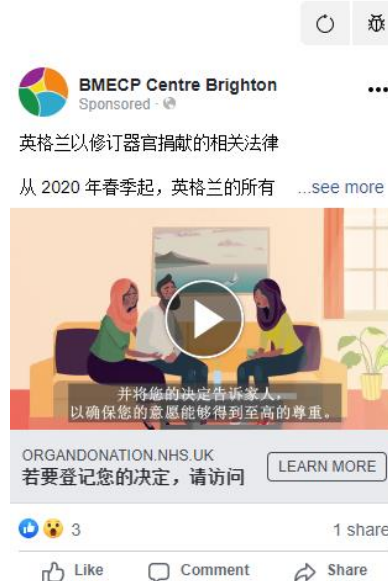 BMECP Centre Brighton
Sponsored ·
英格兰以修订器官捐献的相关法律
从 2020 年春季起，英格兰的所有 ...see more
并将您的决定告诉家人，
以确保您的意愿能够得到至高的尊重。
ORGANDONATION.NHS.UK
若要登记您的决定，请访问
LEARN MORE
3 1 share
Like Comment Share